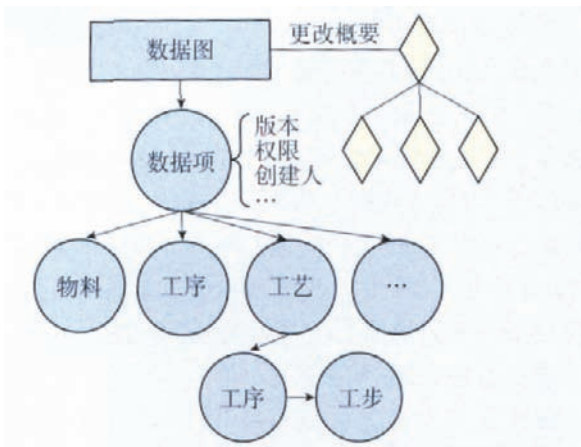 数据图
更改概要
数据项
版本
权限
创建人
…
物料
工序
工艺
…
工序
工步